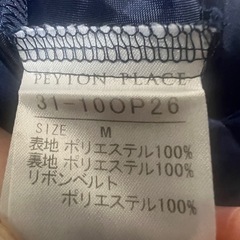 PEYTON PLACE
31-10OP26
SIZE M
表地 ポリエステル100%
裏地 ポリエステル100%
リボンベルト
ポリエステル100%